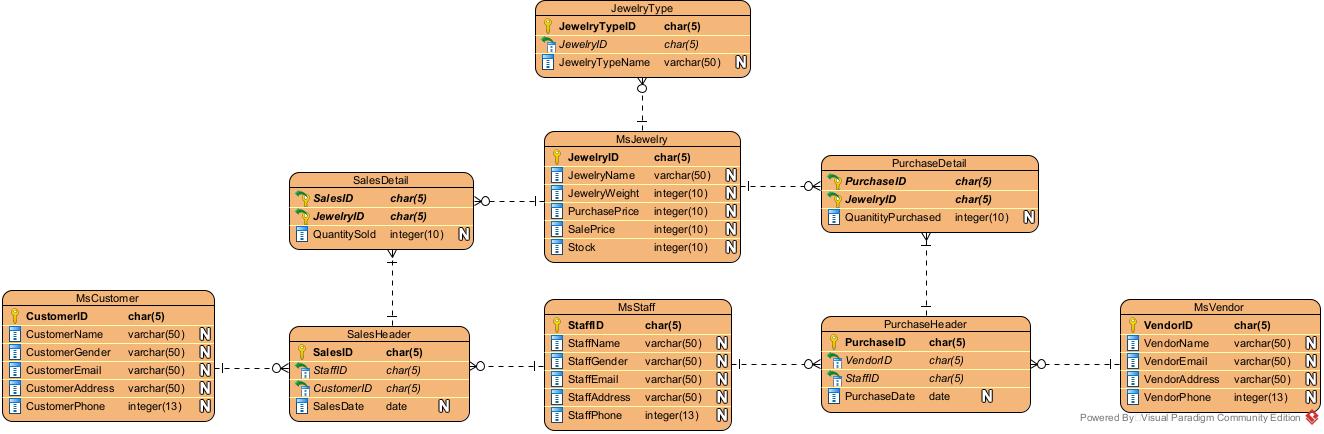 JewelryType
JewelryTypeID char(5)
JewelryID char(5)
JewelryTypeName varchar(50) N
MsJewelry
JewelryID char(5)
JewelryName varchar(50) N
JewelryWeight integer(10) N
PurchasePrice integer(10) N
SalePrice integer(10) N
Stock integer(10) N
SalesDetail
SalesID char(5)
JewelryID char(5)
QuantitySold integer(10) N
PurchaseDetail
PurchaseID char(5)
JewelryID char(5)
QuanitityPurchased integer(10) N
MsCustomer
CustomerID char(5)
CustomerName varchar(50) N
CustomerGender varchar(50) N
CustomerEmail varchar(50) N
CustomerAddress varchar(50) N
CustomerPhone integer(13) N
SalesHeader
SalesID char(5)
StaffID char(5)
CustomerID char(5)
SalesDate date N
MsStaff
StaffID char(5)
StaffName varchar(50) N
StaffGender varchar(50) N
StaffEmail varchar(50) N
StaffAddress varchar(50) N
StaffPhone integer(13) N
PurchaseHeader
PurchaseID char(5)
VendorID char(5)
StaffID char(5)
PurchaseDate date N
MsVendor
VendorID char(5)
VendorName varchar(50) N
VendorEmail varchar(50) N
VendorAddress varchar(50) N
VendorPhone integer(13) N
Powered By: Visual Paradigm Community Edition